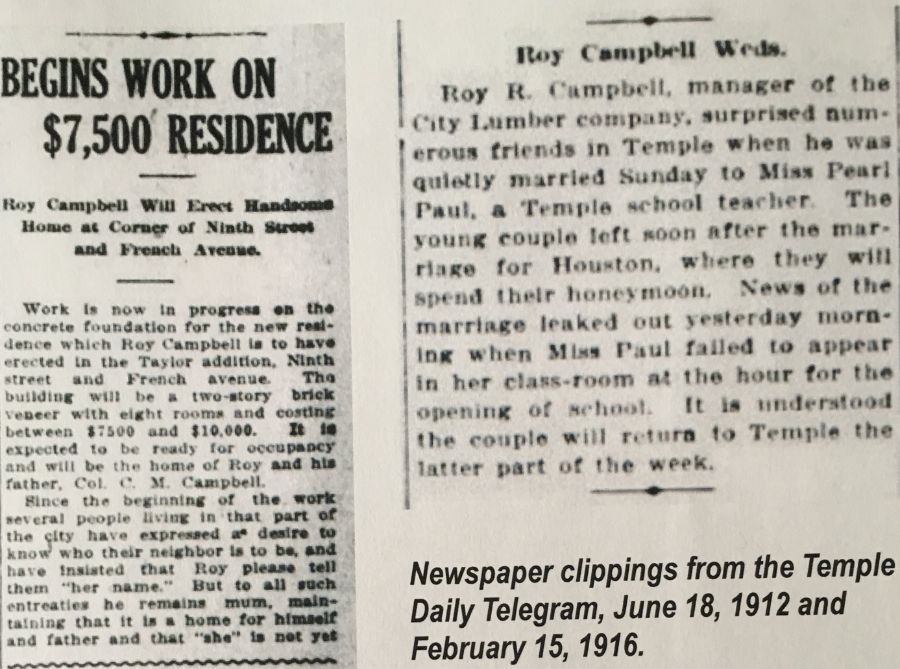 BEGINS WORK ON
$7,500 RESIDENCE
Roy Campbell Will Erect Handsome
Home at Corner of Ninth Street
and French Avenue.
Work is now in progress on the
concrete foundation for the new resi-
dence which Roy Campbell is to have
erected in the Taylor addition, Ninth
street and French avenue. The
building will be a two-story brick
veneer with eight rooms and costing
between $7500 and $10,000. It is
expected to be ready for occupancy
and will be the home of Roy and his
father, Col. C. M. Campbell.
Since the beginning of the work
several people living in that part of
the city have expressed a desire to
know who their neighbor is to be, and
have insisted that Roy please tell
them "her name." But to all such
entreaties he remains mum, main-
taining that it is a home for himself
and father and that "she" is not yet
Roy Campbell Weds.
Roy R. Campbell, manager of the
City Lumber company, surprised num-
erous friends in Temple when he was
quietly married Sunday to Miss Pearl
Paul, a Temple school teacher. The
young couple left soon after the mar-
riage for Houston, where they will
spend their honeymoon. News of the
marriage leaked out yesterday morn-
ing when Miss Paul failed to appear
in her class-room at the hour for the
opening of school. It is understood
the couple will return to Temple the
latter part of the week.
Newspaper clippings from the Temple
Daily Telegram, June 18, 1912 and
February 15, 1916.